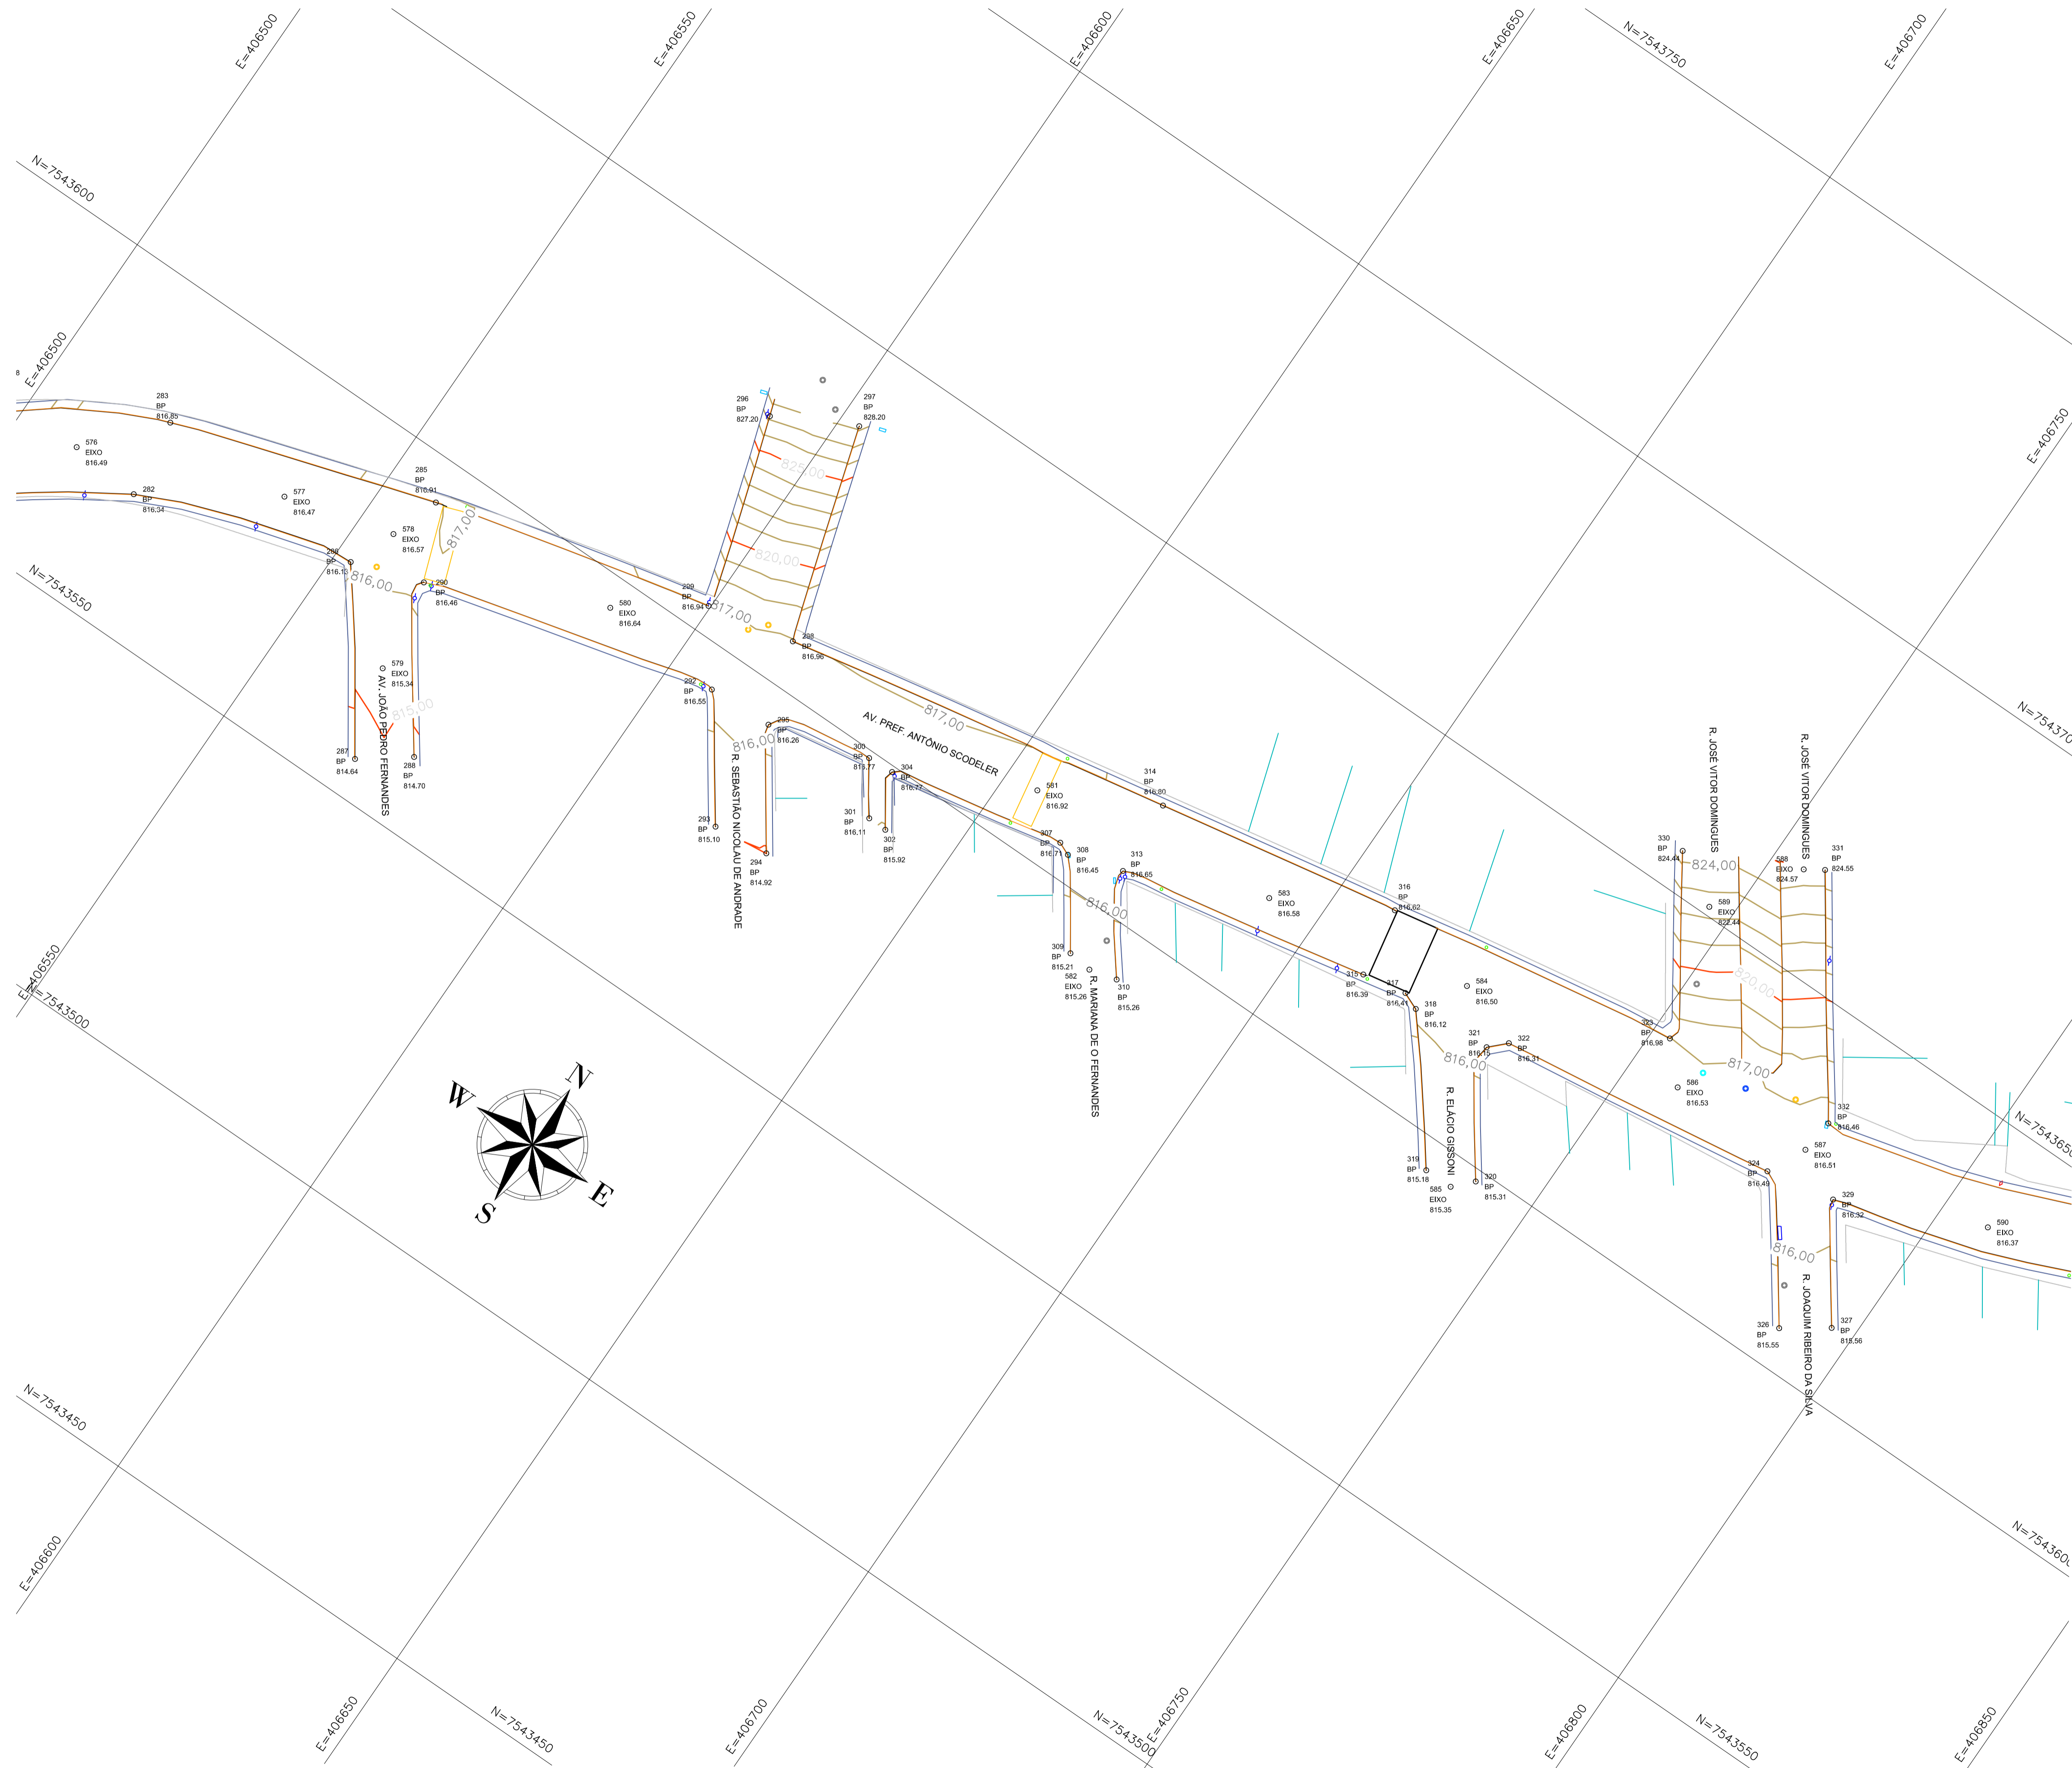 E=406500
E=406550
E=406600
E=406650
E=406700
N=7543750
N=7543600
E=406500
8
283
BP
816.85
296
BP
827.20
297
BP
828.20
E=406750
576
EIXO
816.49
825,00
285
BP
816.91
282
BP
816.34
577
EIXO
816.47
578
EIXO
816.57
817,00
820,00
286
BP
816.13
816,00
290
BP
816.46
N=7543550
299
BP
816.94
817,00
580
EIXO
816.64
298
BP
816.96
579
EIXO
815.34
AV. JOÃO PEDRO FERNANDES
815,00
292
BP
816.55
287
BP
814.64
288
BP
814.70
295
BP
816.26
816,00
R. SEBASTIÃO NICOLAU DE ANDRADE
817,00
AV. PREF. ANTÔNIO SCODELER
300
BP
816.77
304
BP
816.77
314
BP
816.80
581
EIXO
816.92
R. JOSÉ VITOR DOMINGUES
R. JOSÉ VITOR DOMINGUES
N=754370
293
BP
815.10
301
BP
816.11
302
BP
815.92
294
BP
814.92
307
BP
816.71
308
BP
816.45
313
BP
816.65
330
BP
824.44
824,00
588
EIXO
824.57
331
BP
824.55
816,00
583
EIXO
816.58
316
BP
816.62
589
EIXO
822.44
E=406550
N=7543500
309
BP
815.21
582
EIXO
815.26
R. MARIANA DE O FERNANDES
310
BP
815.26
315
BP
816.39
317
BP
816.41
584
EIXO
816.50
820,00
318
BP
816.12
816,00
321
BP
816.15
322
BP
816.31
323
BP
816.98
817,00
586
EIXO
816.53
332
BP
816.46
N=7543650
587
EIXO
816.51
N
W
E
S
R. ELÁCIO GISSONI
319
BP
815.18
585
EIXO
815.35
320
BP
815.31
324
BP
816.49
329
BP
816.32
590
EIXO
816.37
816,00
R. JOAQUIM RIBEIRO DA SILVA
326
BP
815.55
327
BP
815.56
N=7543450
E=406600
N=754360
E=406650
N=7543450
E=406700
N=7543500
E=406750
E=406800
N=7543550
E=406850